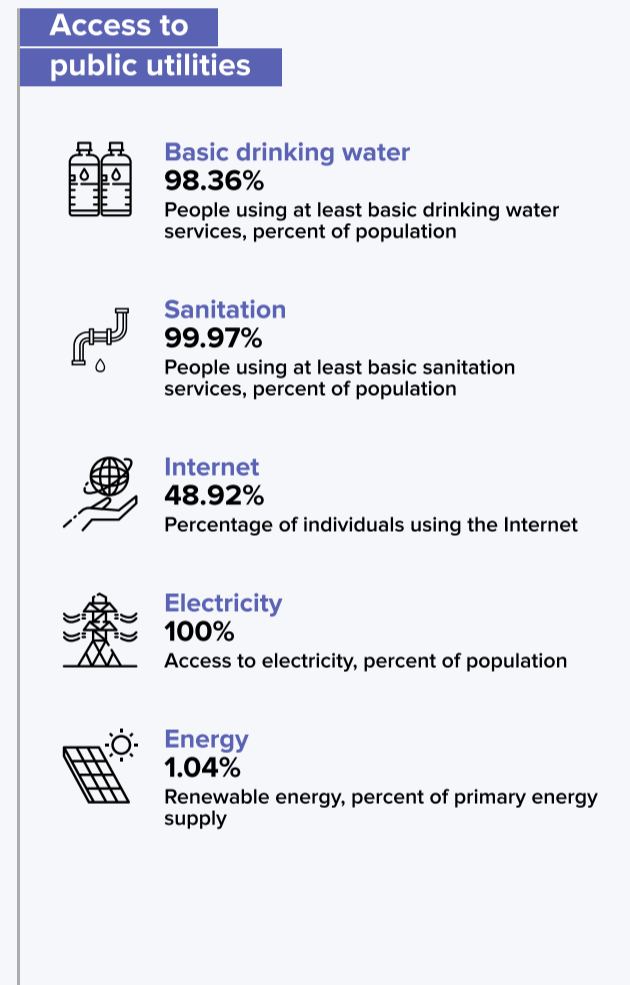 Access to
public utilities
Basic drinking water
98.36%
People using at least basic drinking water
services, percent of population
Sanitation
99.97%
People using at least basic sanitation
services, percent of population
Internet
48.92%
Percentage of individuals using the Internet
Electricity
100%
Access to electricity, percent of population
Energy
1.04%
Renewable energy, percent of primary energy
supply